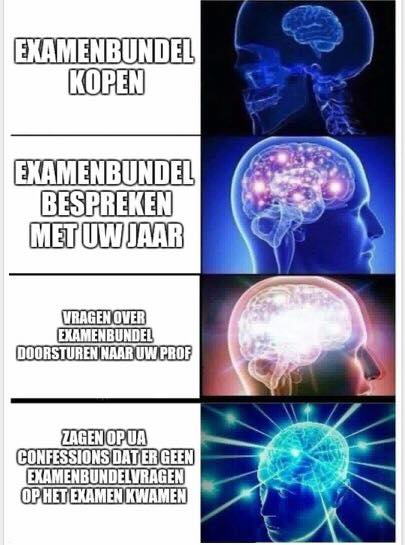 EXAMENBUNDEL
KOPEN
EXAMENBUNDEL
BESPREKEN
MET UW JAAR
VRAGEN OVER
EXAMENBUNDEL
DOORSTUREN NAAR UW PROF
ZAGEN OP UA
CONFESSIONS DAT ER GEEN
EXAMENBUNDELVRAGEN
OP HET EXAMEN KWAMEN